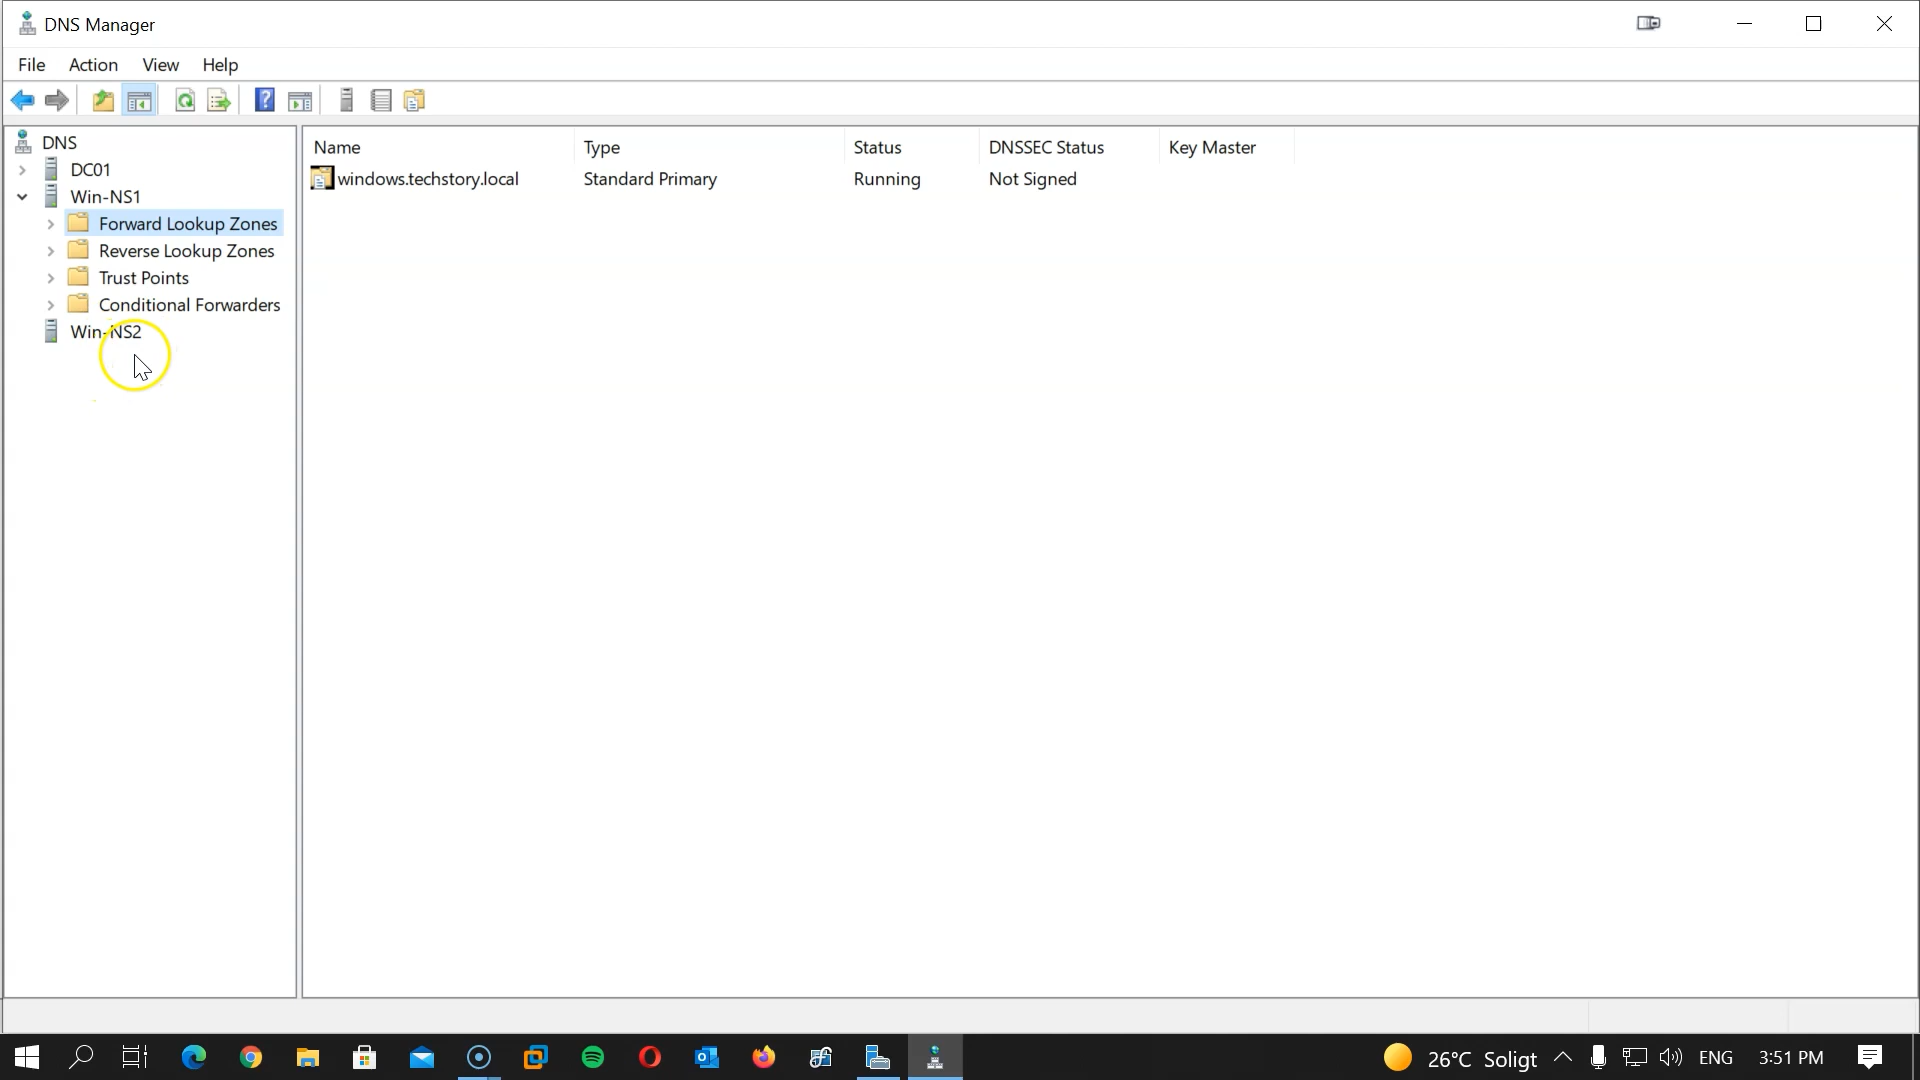 DNS Manager
File Action View Help
DNS
DC01
Win-NS1
Forward Lookup Zones
Reverse Lookup Zones
Trust Points
Conditional Forwarders
Win-NS2
Name Type Status DNSSEC Status Key Master
windows.techstory.local Standard Primary Running Not Signed
26°C Soligt ENG 3:51 PM